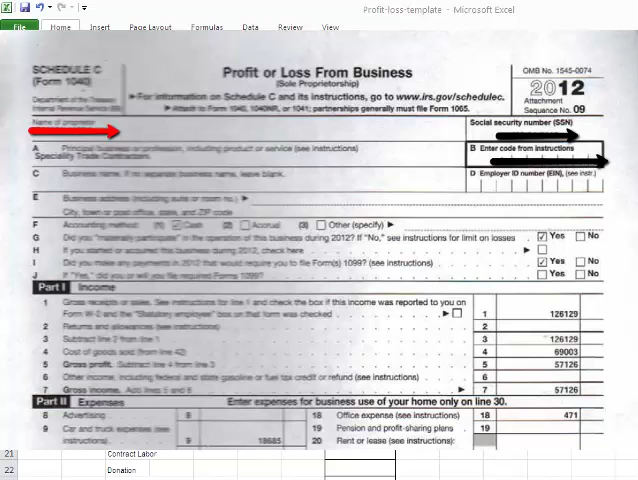 Profit-loss-template - Microsoft Excel
File Home Insert Page Layout Formulas Data Review View
SCHEDULE C
(Form 1040)
Department of the Treasury
Internal Revenue Service (99)
Profit or Loss From Business
(Sole Proprietorship)
▶ For information on Schedule C and its instructions, go to www.irs.gov/schedulec.
▶ Attach to Form 1040, 1040NR, or 1041; partnerships generally must file Form 1065.
OMB No. 1545-0074
2012
Attachment
Sequence No. 09
Name of proprietor
Social security number (SSN)
A Principal business or profession, including product or service (see instructions)
Speciality Trade Contractors
B Enter code from instructions
C Business name. If no separate business name, leave blank.
D Employer ID number (EIN), (see instr.)
E Business address (including suite or room no.) ▶
City, town or post office, state, and ZIP code
F Accounting method: (1) ☑ Cash (2) ☐ Accrual (3) ☐ Other (specify) ▶
G Did you "materially participate" in the operation of this business during 2012? If "No," see instructions for limit on losses . ☑ Yes ☐ No
H If you started or acquired this business during 2012, check here ▶ ☐
I Did you make any payments in 2012 that would require you to file Form(s) 1099? (see instructions) ☑ Yes ☐ No
J If "Yes," did you or will you file required Forms 1099? ☐ Yes ☐ No
Part I Income
1 Gross receipts or sales. See instructions for line 1 and check the box if this income was reported to you on
Form W-2 and the "Statutory employee" box on that form was checked ▶ ☐ 1 126129
2 Returns and allowances (see instructions) 2
3 Subtract line 2 from line 1 3 126129
4 Cost of goods sold (from line 42) 4 69003
5 Gross profit. Subtract line 4 from line 3 5 57126
6 Other income, including federal and state gasoline or fuel tax credit or refund (see instructions) 6
7 Gross income. Add lines 5 and 6 ▶ 7 57126
Part II Expenses Enter expenses for business use of your home only on line 30.
8 Advertising 8 18 Office expense (see instructions) 18 471
9 Car and truck expenses (see 19 Pension and profit-sharing plans . 19
instructions) 9 18685 20 Rent or lease (see instructions):
21 Contract Labor
22 Donation